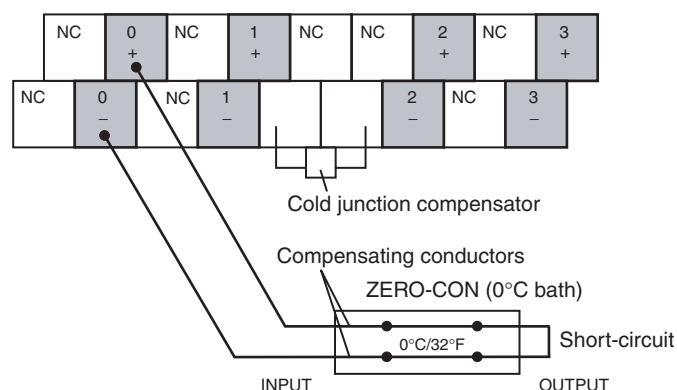 NC 0 NC 1 NC 2 NC 3
+ + + +
NC 0 NC 1 2 NC 3
− − − −
Cold junction compensator
Compensating conductors
ZERO-CON (0°C bath)
0°C/32°F
Short-circuit
INPUT OUTPUT